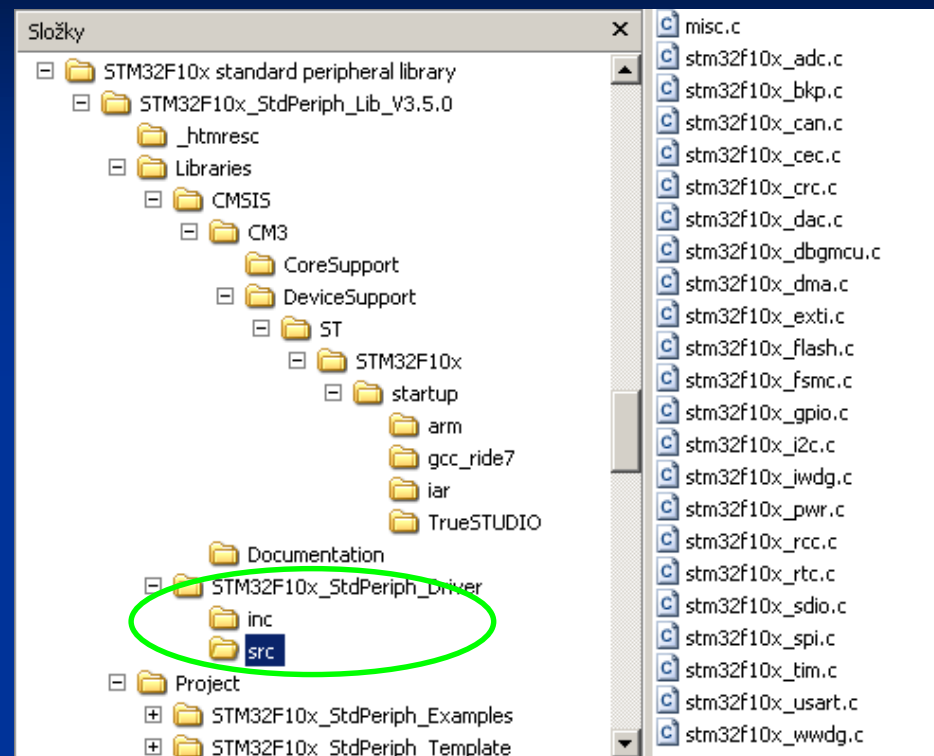 Složky
STM32F10x standard peripheral library
STM32F10x_StdPeriph_Lib_V3.5.0
_htmresc
Libraries
CMSIS
CM3
CoreSupport
DeviceSupport
ST
STM32F10x
startup
arm
gcc_ride7
iar
TrueSTUDIO
Documentation
STM32F10x_StdPeriph_Driver
inc
src
Project
STM32F10x_StdPeriph_Examples
STM32F10x_StdPeriph_Template
misc.c
stm32f10x_adc.c
stm32f10x_bkp.c
stm32f10x_can.c
stm32f10x_cec.c
stm32f10x_crc.c
stm32f10x_dac.c
stm32f10x_dbgmcu.c
stm32f10x_dma.c
stm32f10x_exti.c
stm32f10x_flash.c
stm32f10x_fsmc.c
stm32f10x_gpio.c
stm32f10x_i2c.c
stm32f10x_iwdg.c
stm32f10x_pwr.c
stm32f10x_rcc.c
stm32f10x_rtc.c
stm32f10x_sdio.c
stm32f10x_spi.c
stm32f10x_tim.c
stm32f10x_usart.c
stm32f10x_wwdg.c